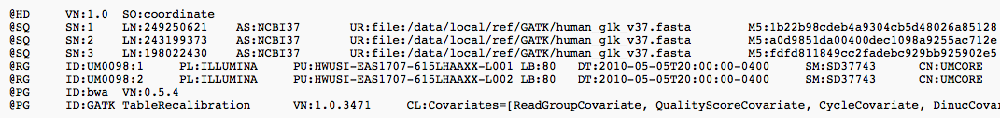 @HD VN:1.0 SO:coordinate
@SQ SN:1 LN:249250621 AS:NCBI37 UR:file:/data/local/ref/GATK/human_g1k_v37.fasta M5:1b22b98cdeb4a9304cb5d48026a85128
@SQ SN:2 LN:243199373 AS:NCBI37 UR:file:/data/local/ref/GATK/human_g1k_v37.fasta M5:a0d9851da00400dec1098a9255ac712e
@SQ SN:3 LN:198022430 AS:NCBI37 UR:file:/data/local/ref/GATK/human_g1k_v37.fasta M5:fdfd811849cc2fadebc929bb925902e5
@RG ID:UM0098:1 PL:ILLUMINA PU:HWUSI-EAS1707-615LHAAXX-L001 LB:80 DT:2010-05-05T20:00:00-0400 SM:SD37743 CN:UMCORE
@RG ID:UM0098:2 PL:ILLUMINA PU:HWUSI-EAS1707-615LHAAXX-L002 LB:80 DT:2010-05-05T20:00:00-0400 SM:SD37743 CN:UMCORE
@PG ID:bwa VN:0.5.4
@PG ID:GATK TableRecalibration VN:1.0.3471 CL:Covariates=[ReadGroupCovariate, QualityScoreCovariate, CycleCovariate, DinucCovaria